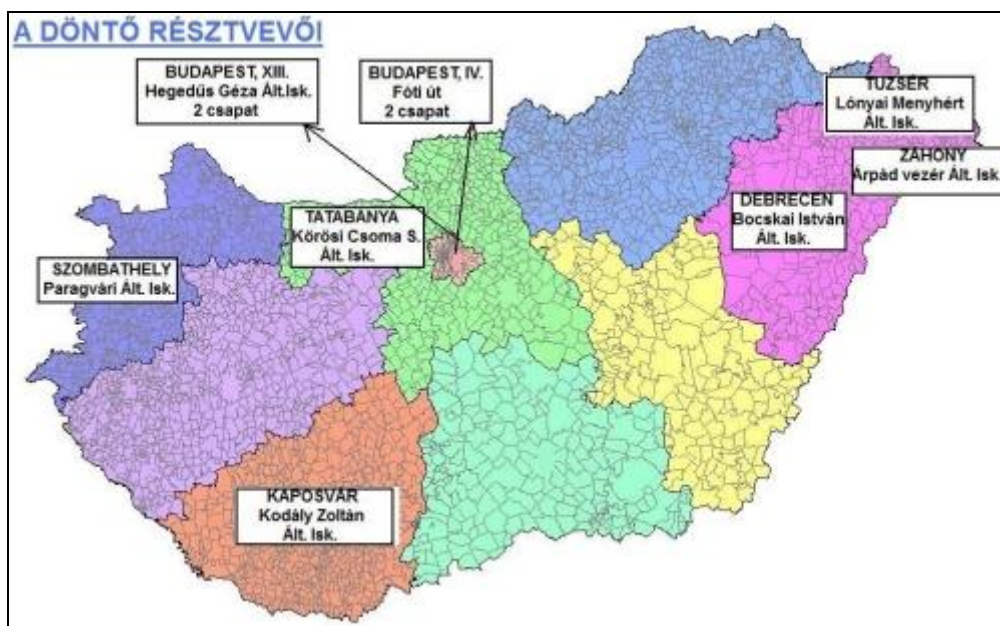 A DÖNTŐ RÉSZTVEVŐI
BUDAPEST, XIII.
Hegedűs Géza Ált.Isk.
2 csapat
BUDAPEST, IV.
Fóti út
2 csapat
TUZSÉR
Lónyai Menyhért
Ált. Isk.
ZÁHONY
Árpád vezér Ált. Isk.
DEBRECEN
Bocskai István
Ált. Isk.
TATABÁNYA
Kőrösi Csoma S.
Ált. Isk.
SZOMBATHELY
Paragvári Ált. Isk.
KAPOSVÁR
Kodály Zoltán
Ált. Isk.